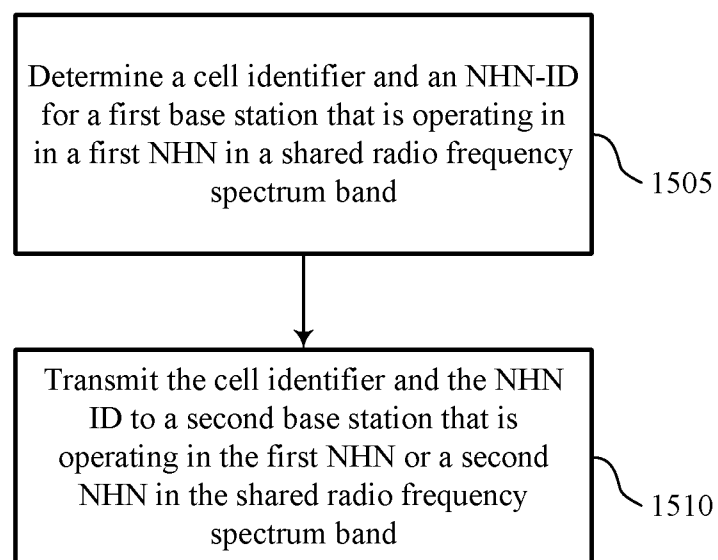 Determine a cell identifier and an NHN-ID
for a first base station that is operating in
in a first NHN in a shared radio frequency
spectrum band
1505
Transmit the cell identifier and the NHN
ID to a second base station that is
operating in the first NHN or a second
NHN in the shared radio frequency
spectrum band
1510